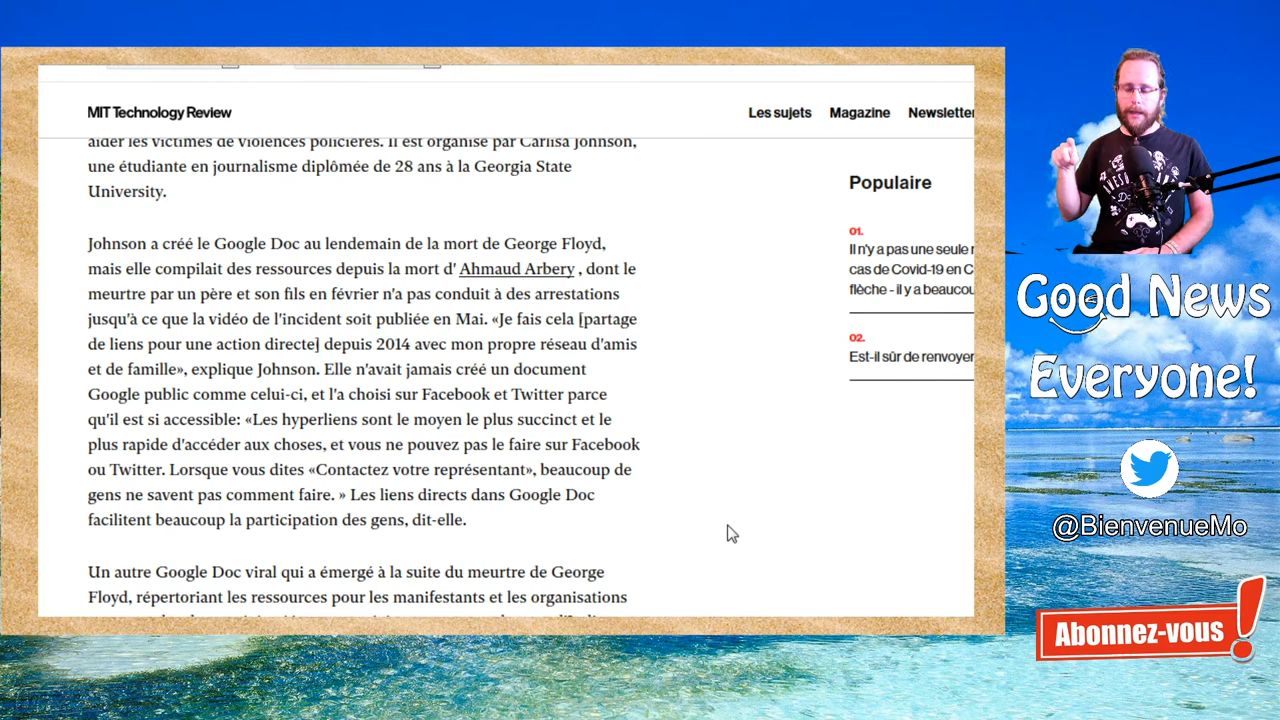 MIT Technology Review
Les sujets Magazine Newsletter
aider les victimes de violences policières. Il est organisé par Carlisa Johnson,
une étudiante en journalisme diplômée de 28 ans à la Georgia State
University.
Johnson a créé le Google Doc au lendemain de la mort de George Floyd,
mais elle compilait des ressources depuis la mort d' Ahmaud Arbery , dont le
meurtre par un père et son fils en février n'a pas conduit à des arrestations
jusqu'à ce que la vidéo de l'incident soit publiée en Mai. «Je fais cela [partage
de liens pour une action directe] depuis 2014 avec mon propre réseau d'amis
et de famille», explique Johnson. Elle n'avait jamais créé un document
Google public comme celui-ci, et l'a choisi sur Facebook et Twitter parce
qu'il est si accessible: «Les hyperliens sont le moyen le plus succinct et le
plus rapide d'accéder aux choses, et vous ne pouvez pas le faire sur Facebook
ou Twitter. Lorsque vous dites «Contactez votre représentant», beaucoup de
gens ne savent pas comment faire. » Les liens directs dans Google Doc
facilitent beaucoup la participation des gens, dit-elle.
Un autre Google Doc viral qui a émergé à la suite du meurtre de George
Floyd, répertoriant les ressources pour les manifestants et les organisations
Populaire
01.
Il n'y a pas une seule
cas de Covid-19 en C
flèche - il y a beaucou
02.
Est-il sûr de renvoyer
Good News
Everyone!
@BienvenueMo
Abonnez-vous !